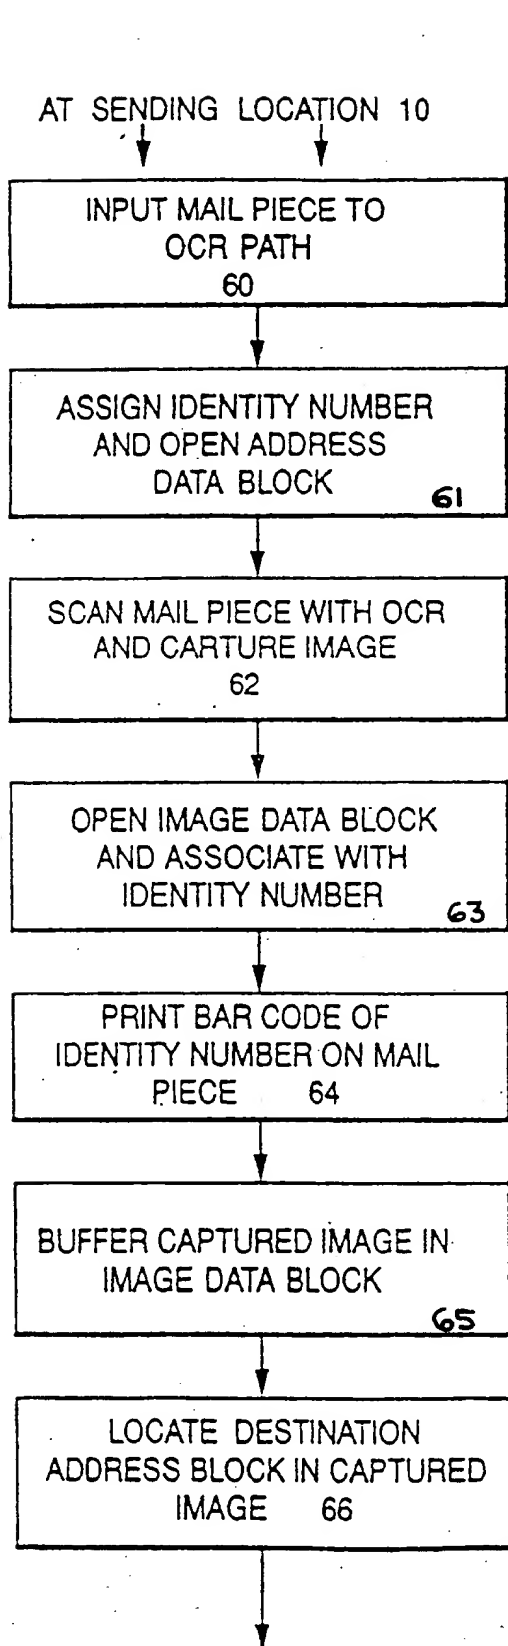 AT SENDING LOCATION 10
INPUT MAIL PIECE TO
OCR PATH
60
ASSIGN IDENTITY NUMBER
AND OPEN ADDRESS
DATA BLOCK
61
SCAN MAIL PIECE WITH OCR
AND CARTURE IMAGE
62
OPEN IMAGE DATA BLOCK
AND ASSOCIATE WITH
IDENTITY NUMBER
63
PRINT BAR CODE OF
IDENTITY NUMBER ON MAIL
PIECE 64
BUFFER CAPTURED IMAGE IN
IMAGE DATA BLOCK
65
LOCATE DESTINATION
ADDRESS BLOCK IN CAPTURED
IMAGE 66